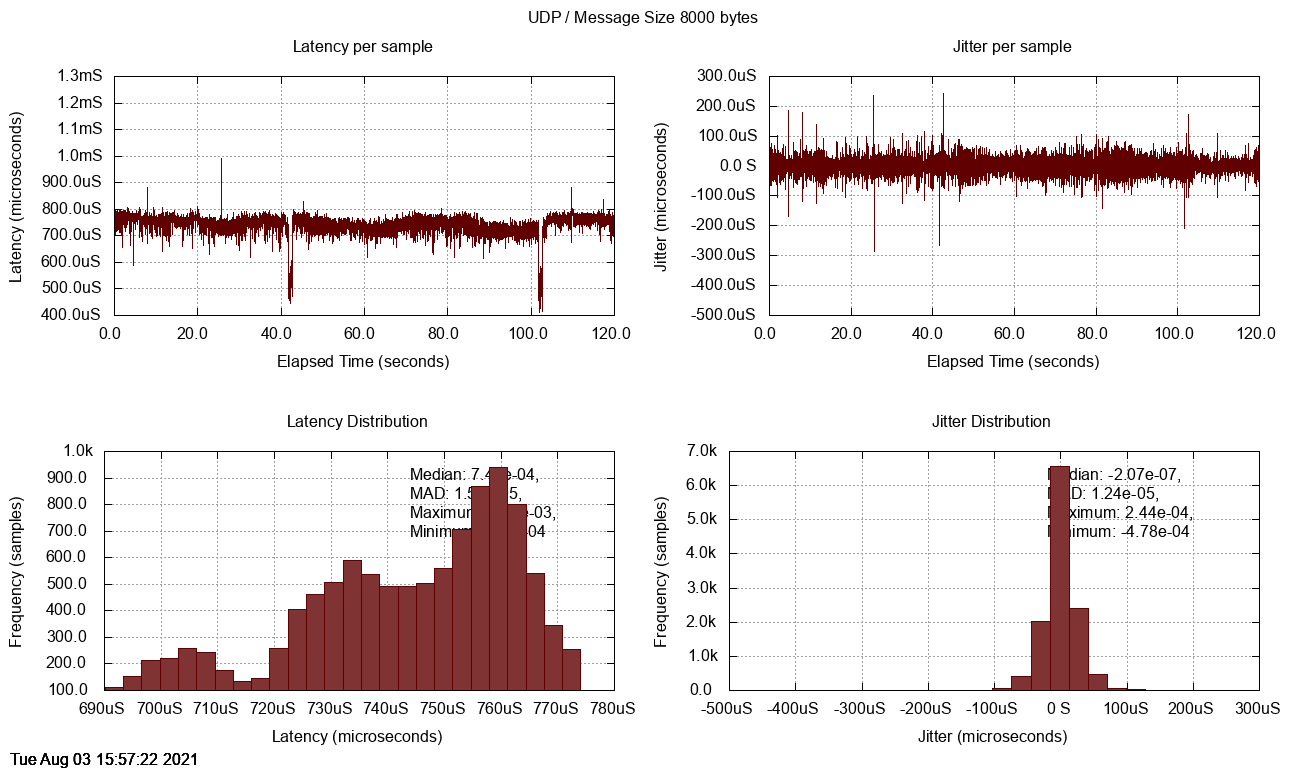 UDP / Message Size 8000 bytes
Latency per sample
1.3mS
1.2mS
1.1mS
1.0mS
900.0uS
800.0uS
700.0uS
600.0uS
500.0uS
400.0uS
0.0 20.0 40.0 60.0 80.0 100.0 120.0
Latency (microseconds)
Elapsed Time (seconds)
Jitter per sample
300.0uS
200.0uS
100.0uS
0.0 S
-100.0uS
-200.0uS
-300.0uS
-400.0uS
-500.0uS
0.0 20.0 40.0 60.0 80.0 100.0 120.0
Jitter (microseconds)
Elapsed Time (seconds)
Latency Distribution
1.0k
900.0
800.0
700.0
600.0
500.0
400.0
300.0
200.0
100.0
690uS 700uS 710uS 720uS 730uS 740uS 750uS 760uS 770uS 780uS
Frequency (samples)
Latency (microseconds)
Median:
MAD:
Maximum
Minimum
Jitter Distribution
7.0k
6.0k
5.0k
4.0k
3.0k
2.0k
1.0k
0.0
-500uS -400uS -300uS -200uS -100uS 0 S 100uS 200uS 300uS
Frequency (samples)
Jitter (microseconds)
Median: -2.07e-07,
MAD: 1.24e-05,
Maximum: 2.44e-04,
Minimum: -4.78e-04
Tue Aug 03 15:57:22 2021